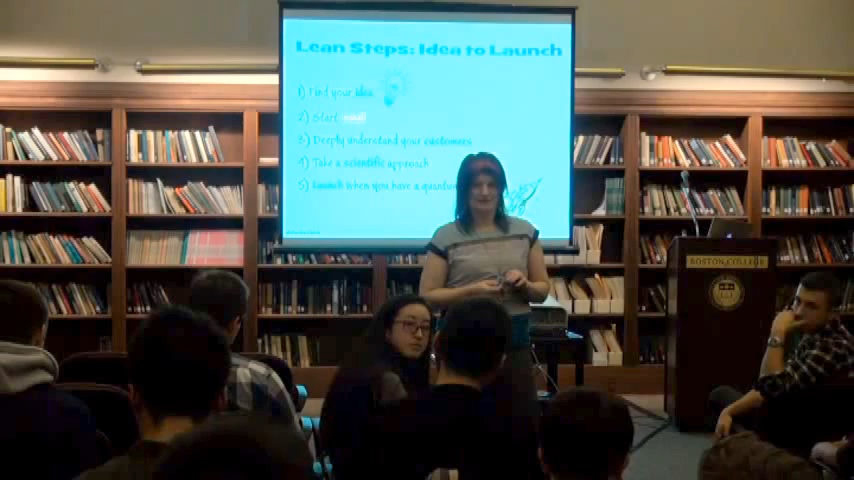 Lean Steps: Idea to Launch
1) Find your idea
2) Start small
3) Deeply understand your customers
4) Take a scientific approach
5) Launch when you have a quantum
BOSTON COLLEGE